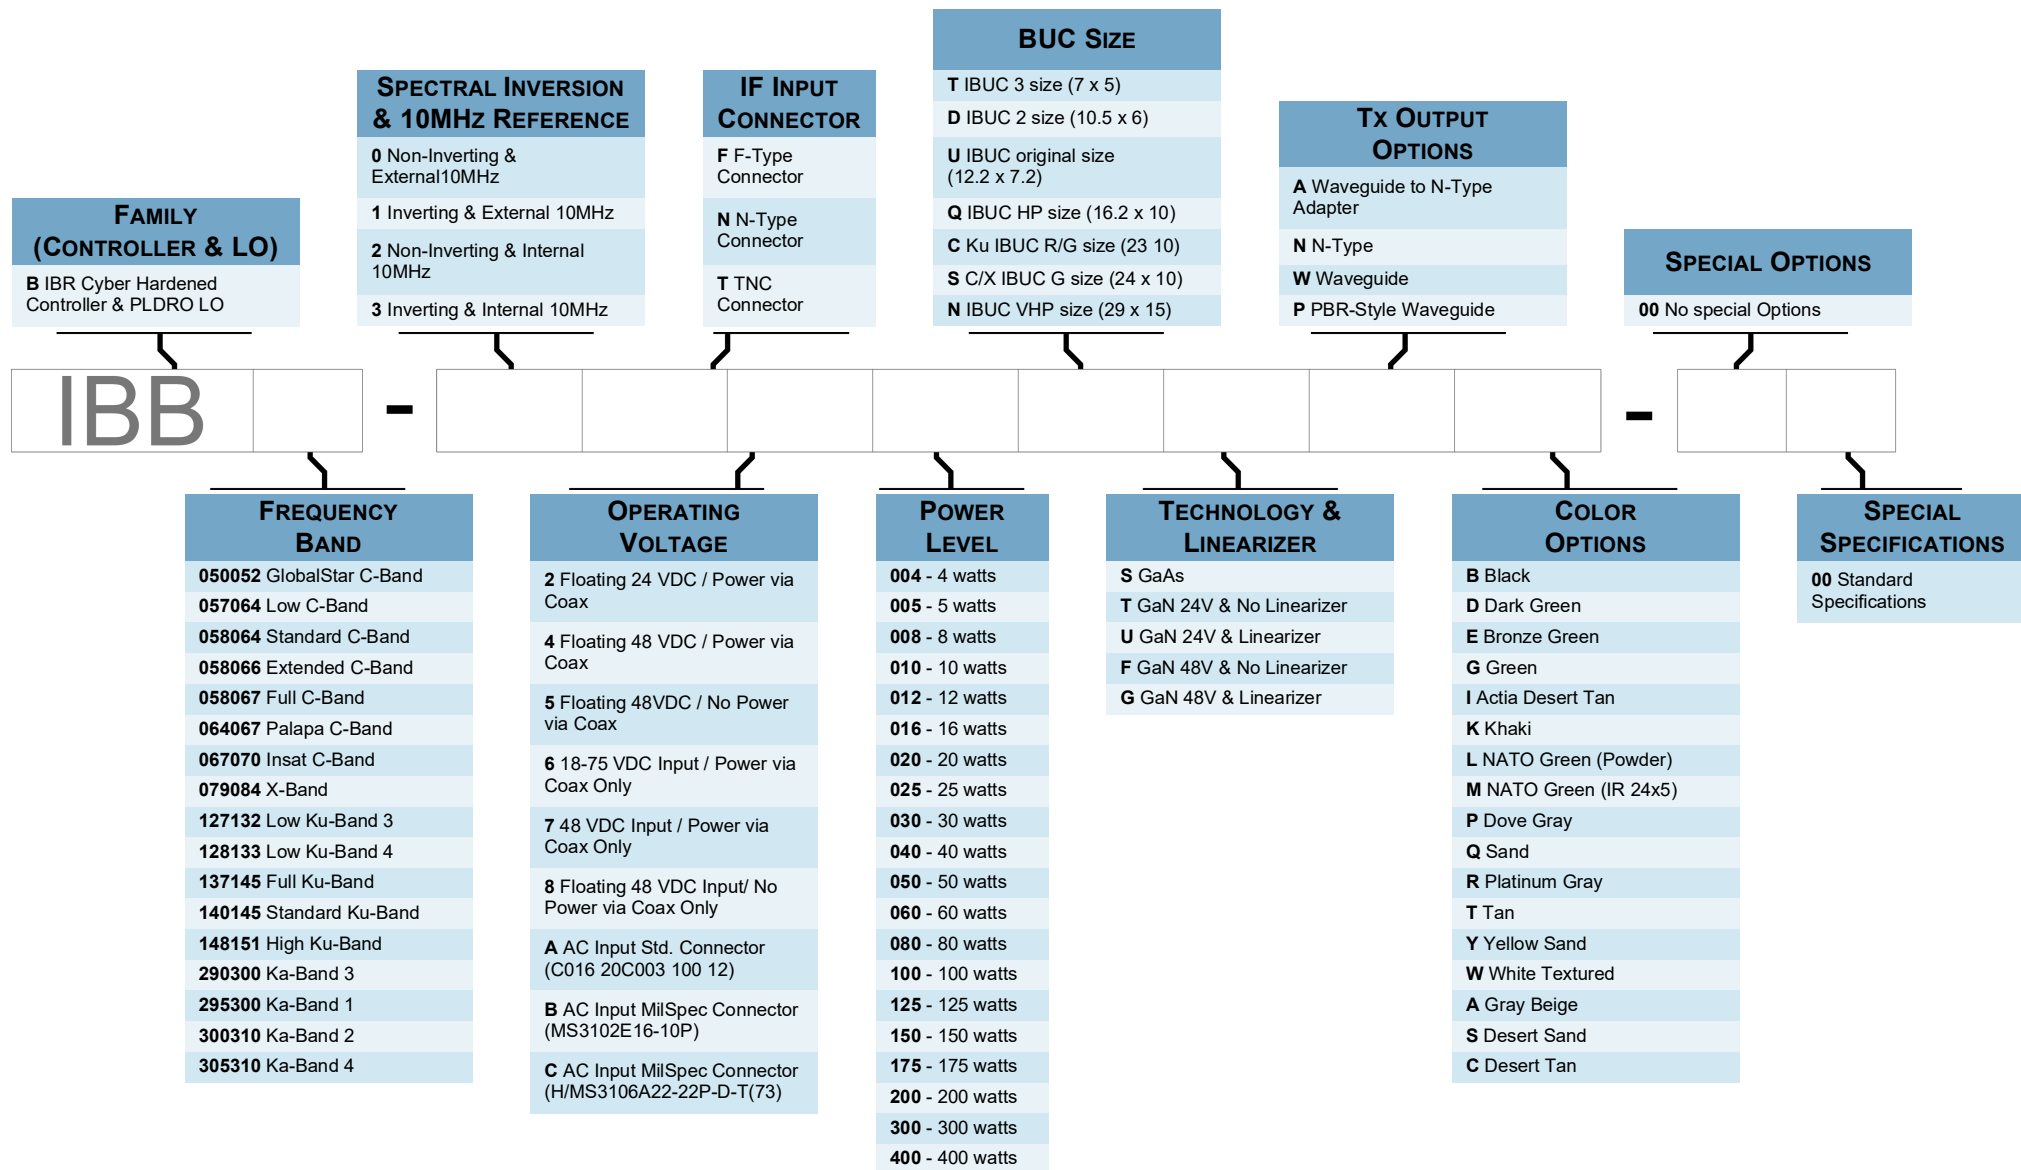 FAMILY
(CONTROLLER & LO)
B IBR Cyber Hardened
Controller & PLDRO LO
SPECTRAL INVERSION
& 10MHZ REFERENCE
0 Non-Inverting &
External10MHz
1 Inverting & External 10MHz
2 Non-Inverting & Internal
10MHz
3 Inverting & Internal 10MHz
IF INPUT
CONNECTOR
F F-Type
Connector
N N-Type
Connector
T TNC
Connector
BUC SIZE
T IBUC 3 size (7 x 5)
D IBUC 2 size (10.5 x 6)
U IBUC original size
(12.2 x 7.2)
Q IBUC HP size (16.2 x 10)
C Ku IBUC R/G size (23 10)
S C/X IBUC G size (24 x 10)
N IBUC VHP size (29 x 15)
TX OUTPUT
OPTIONS
A Waveguide to N-Type
Adapter
N N-Type
W Waveguide
P PBR-Style Waveguide
SPECIAL OPTIONS
00 No special Options
IBB - -
FREQUENCY
BAND
050052 GlobalStar C-Band
057064 Low C-Band
058064 Standard C-Band
058066 Extended C-Band
058067 Full C-Band
064067 Palapa C-Band
067070 Insat C-Band
079084 X-Band
127132 Low Ku-Band 3
128133 Low Ku-Band 4
137145 Full Ku-Band
140145 Standard Ku-Band
148151 High Ku-Band
290300 Ka-Band 3
295300 Ka-Band 1
300310 Ka-Band 2
305310 Ka-Band 4
OPERATING
VOLTAGE
2 Floating 24 VDC / Power via
Coax
4 Floating 48 VDC / Power via
Coax
5 Floating 48VDC / No Power
via Coax
6 18-75 VDC Input / Power via
Coax Only
7 48 VDC Input / Power via
Coax Only
8 Floating 48 VDC Input/ No
Power via Coax Only
A AC Input Std. Connector
(C016 20C003 100 12)
B AC Input MilSpec Connector
(MS3102E16-10P)
C AC Input MilSpec Connector
(H/MS3106A22-22P-D-T(73)
POWER
LEVEL
004 - 4 watts
005 - 5 watts
008 - 8 watts
010 - 10 watts
012 - 12 watts
016 - 16 watts
020 - 20 watts
025 - 25 watts
030 - 30 watts
040 - 40 watts
050 - 50 watts
060 - 60 watts
080 - 80 watts
100 - 100 watts
125 - 125 watts
150 - 150 watts
175 - 175 watts
200 - 200 watts
300 - 300 watts
400 - 400 watts
TECHNOLOGY &
LINEARIZER
S GaAs
T GaN 24V & No Linearizer
U GaN 24V & Linearizer
F GaN 48V & No Linearizer
G GaN 48V & Linearizer
COLOR
OPTIONS
B Black
D Dark Green
E Bronze Green
G Green
I Actia Desert Tan
K Khaki
L NATO Green (Powder)
M NATO Green (IR 24x5)
P Dove Gray
Q Sand
R Platinum Gray
T Tan
Y Yellow Sand
W White Textured
A Gray Beige
S Desert Sand
C Desert Tan
SPECIAL
SPECIFICATIONS
00 Standard
Specifications